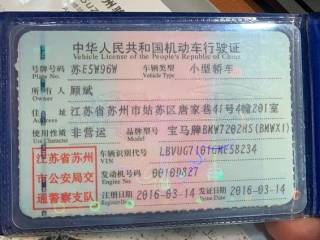 中华人民共和国机动车行驶证
Vehicle License of the People's Republic of China
号牌号码 苏E5W96W 车辆类型 小型轿车
Plate No. Vehicle Type
所有人 顾斌
Owner
住址 江苏省苏州市姑苏区唐家巷41号4幢201室
Address
使用性质 非营运 品牌型号 宝马牌BMW7202HS(BMWX1)
Use Character Model
江苏省苏州
市公安局交
通警察支队
车辆识别代号
VIN
发动机号码
Engine No.
注册日期 2016-03-14 发证日期 2016-03-14
Register Date Issue Date